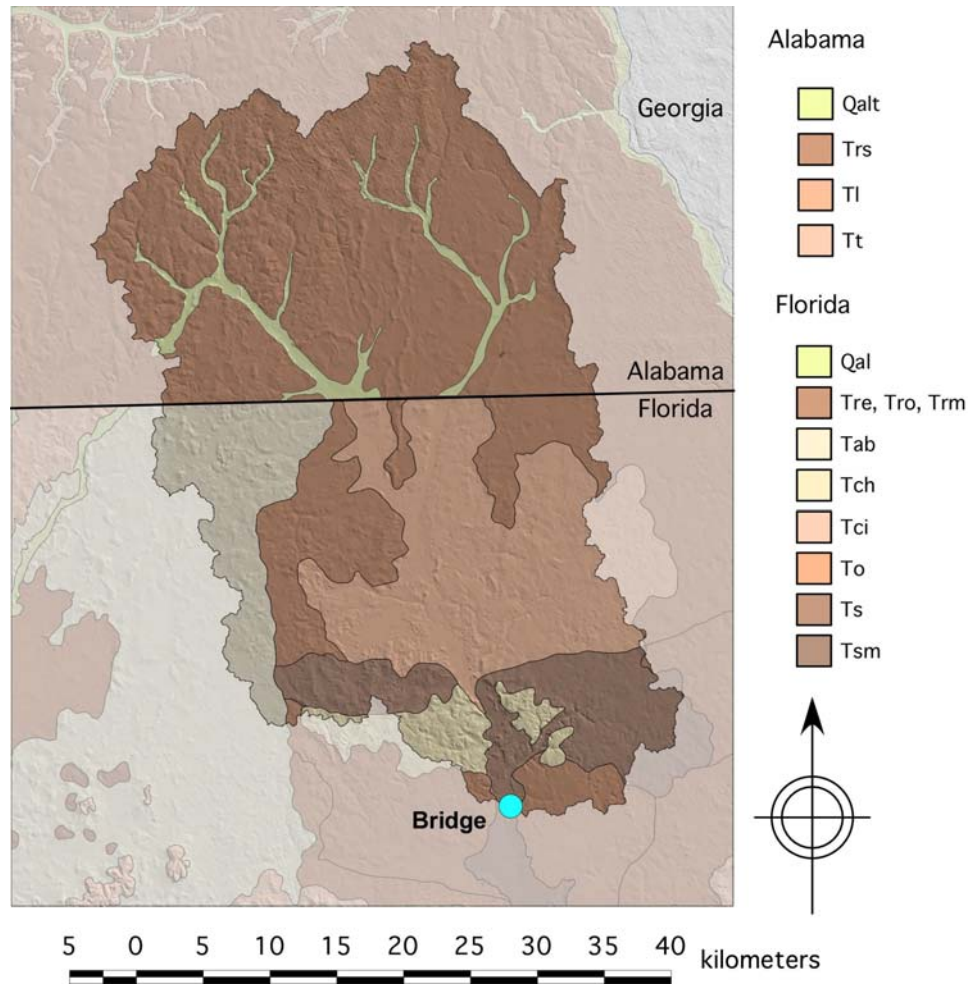 Alabama
Georgia
Qalt
Trs
Tl
Tt
Florida
Alabama
Florida
Qal
Tre, Tro, Trm
Tab
Tch
Tci
To
Ts
Tsm
Bridge
5 0 5 10 15 20 25 30 35 40 kilometers